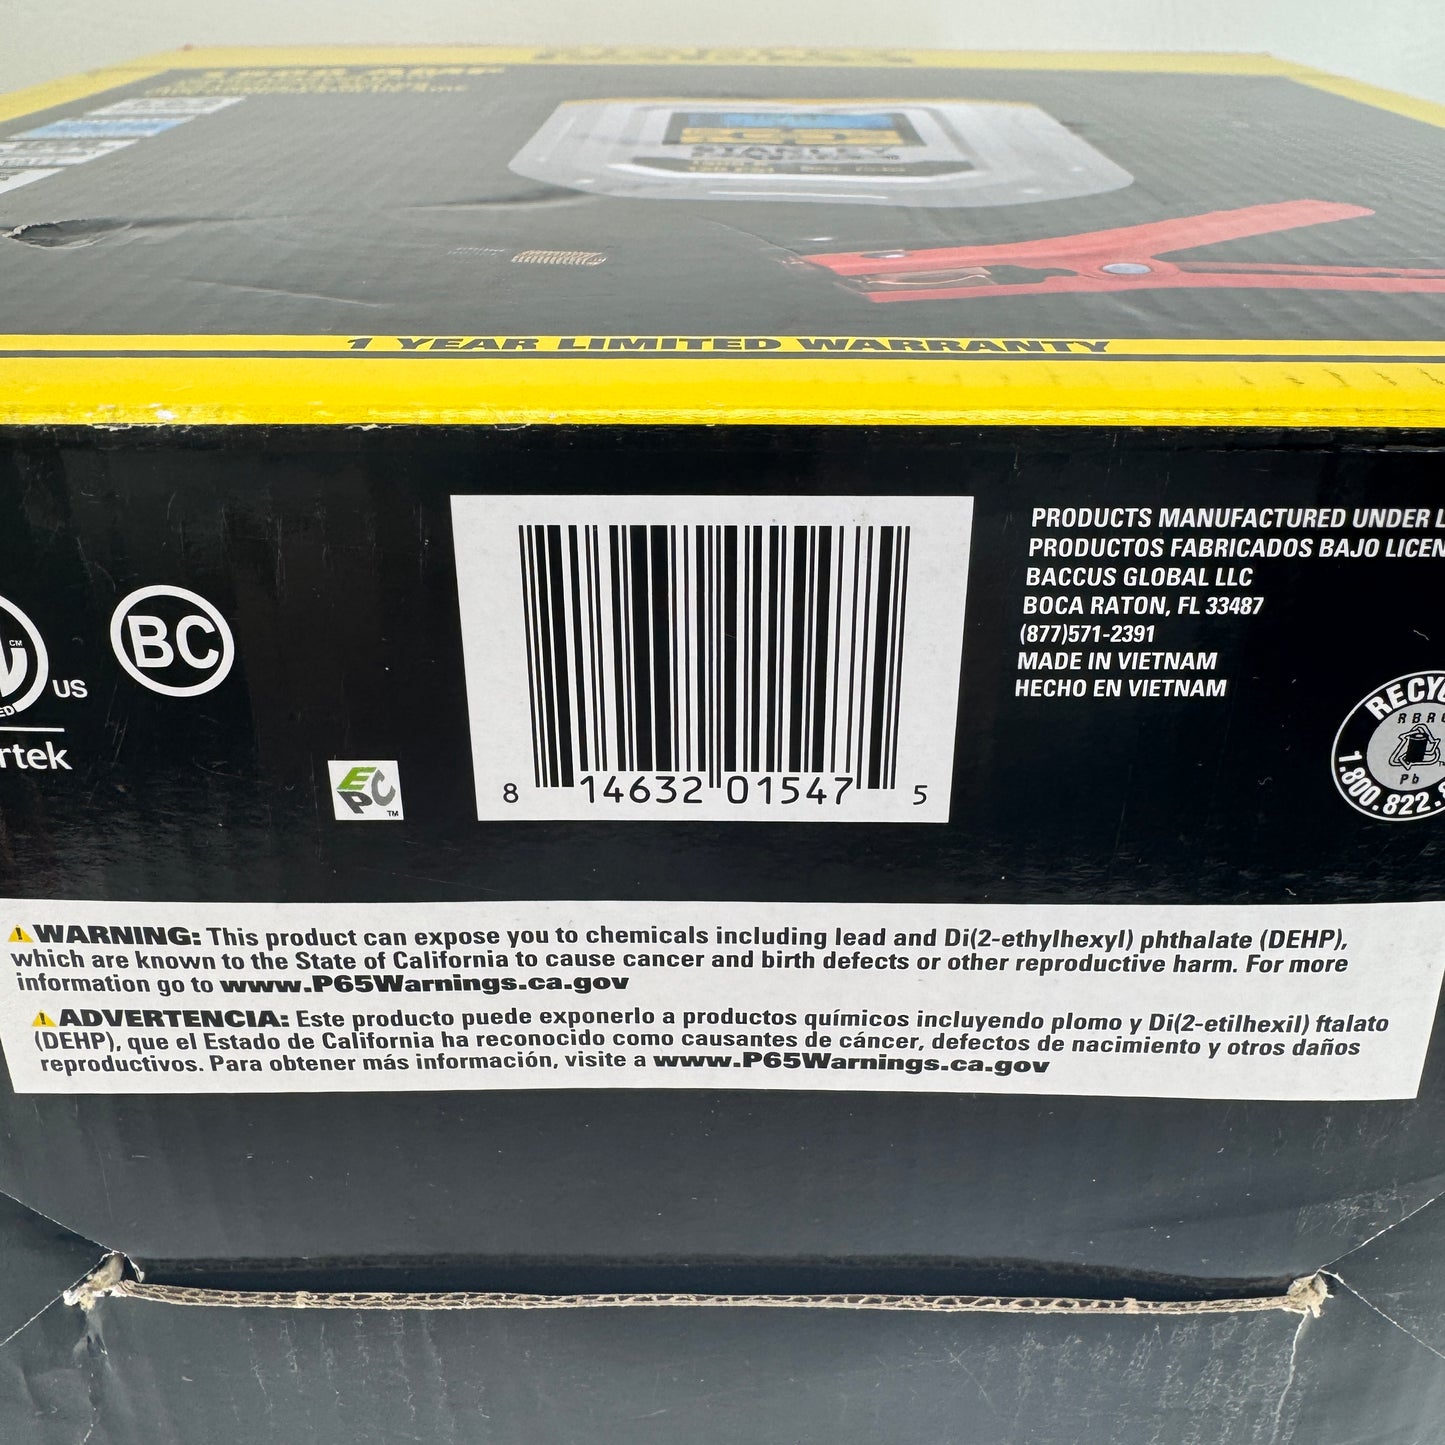 1 YEAR LIMITED WARRANTY
PRODUCTS MANUFACTURED UNDER
PRODUCTOS FABRICADOS BAJO
BACCUS GLOBAL LLC
BOCA RATON, FL 33487
(877)571-2391
MADE IN VIETNAM
HECHO EN VIETNAM
CM
US
BC
EPC
TM
8 14632 01547 5
RBRC
Pb
⚠WARNING: This product can expose you to chemicals including lead and Di(2-ethylhexyl) phthalate (DEHP),
which are known to the State of California to cause cancer and birth defects or other reproductive harm. For more
information go to www.P65Warnings.ca.gov
⚠ADVERTENCIA: Este producto puede exponerlo a productos químicos incluyendo plomo y Di(2-etilhexil) ftalato
(DEHP), que el Estado de California ha reconocido como causantes de cáncer, defectos de nacimiento y otros daños
reproductivos. Para obtener más información, visite a www.P65Warnings.ca.gov